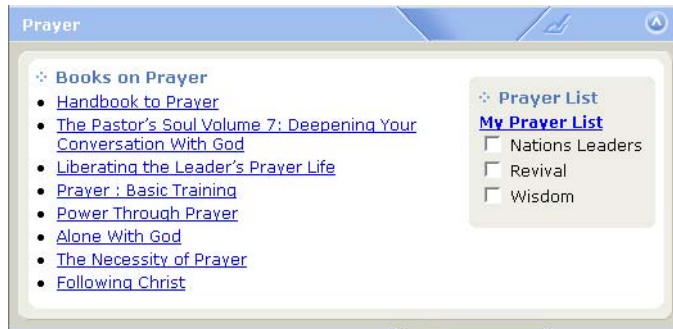 Prayer
Books on Prayer
Handbook to Prayer
The Pastor's Soul Volume 7: Deepening Your
Conversation With God
Liberating the Leader's Prayer Life
Prayer : Basic Training
Power Through Prayer
Alone With God
The Necessity of Prayer
Following Christ
Prayer List
My Prayer List
Nations Leaders
Revival
Wisdom